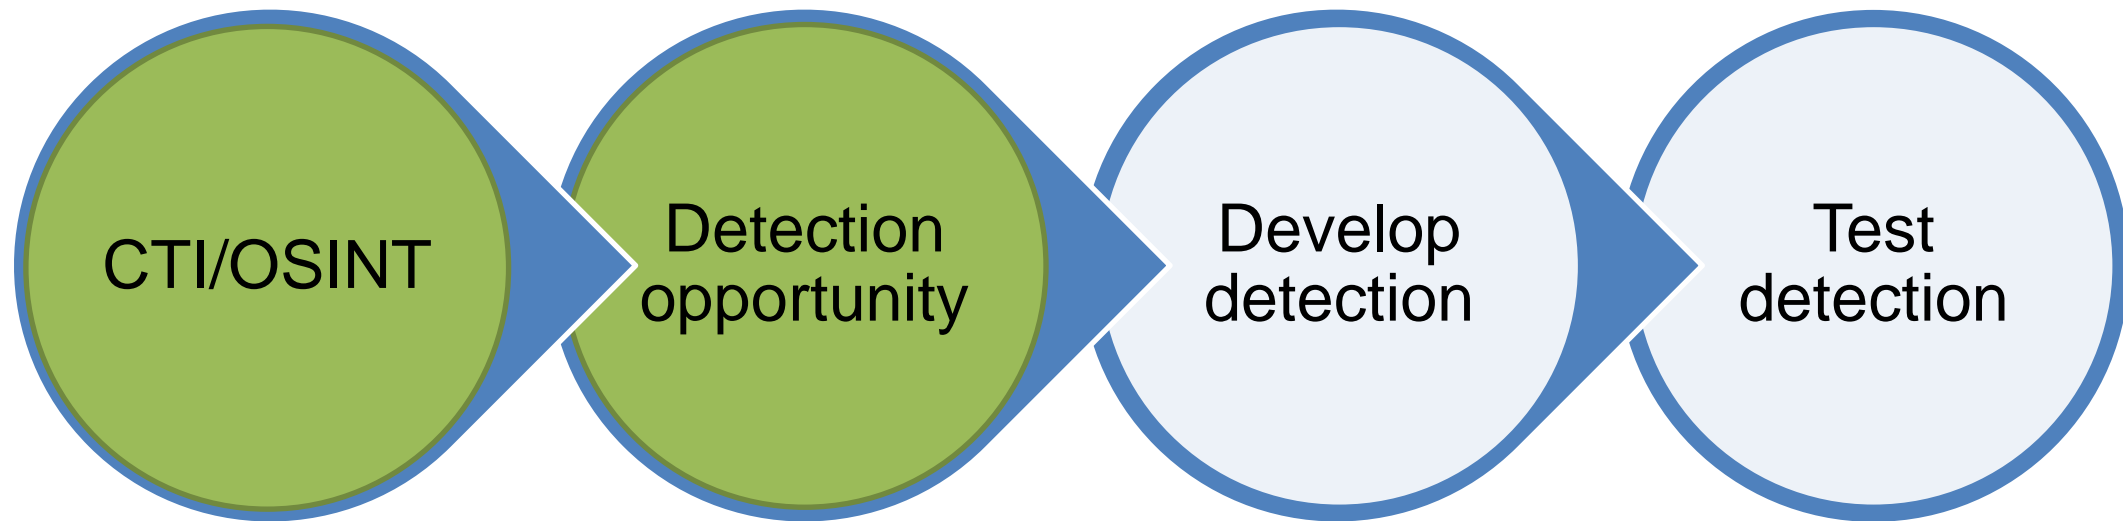 CTI/OSINT
Detection
opportunity
Develop
detection
Test
detection